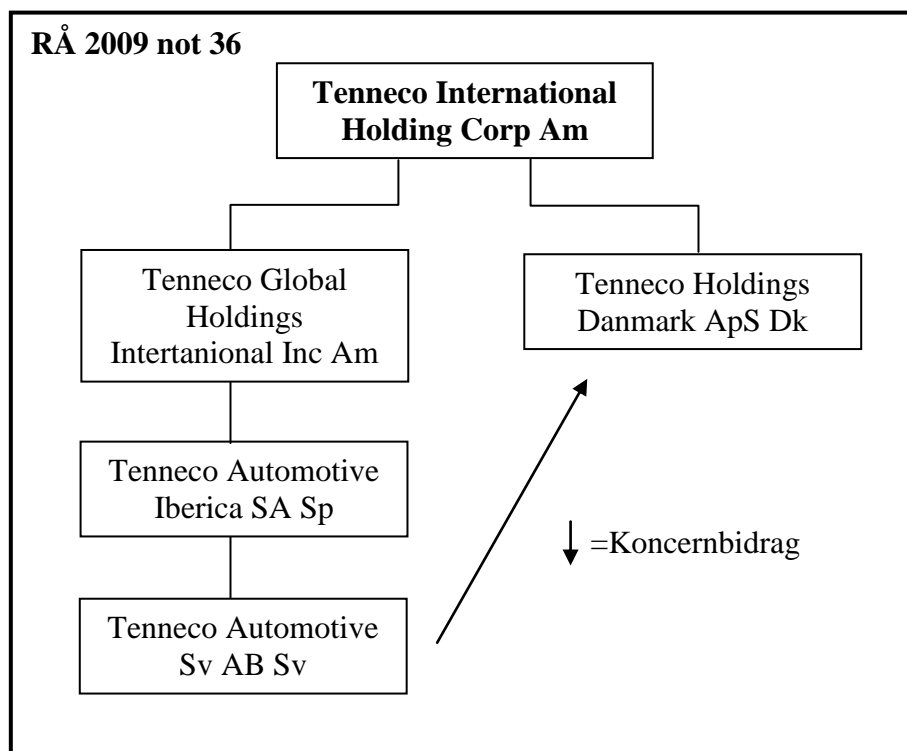 RÅ 2009 not 36
Tenneco International
Holding Corp Am
Tenneco Global
Holdings
Intertanional Inc Am
Tenneco Holdings
Danmark ApS Dk
Tenneco Automotive
Iberica SA Sp
=Koncernbidrag
Tenneco Automotive
Sv AB Sv